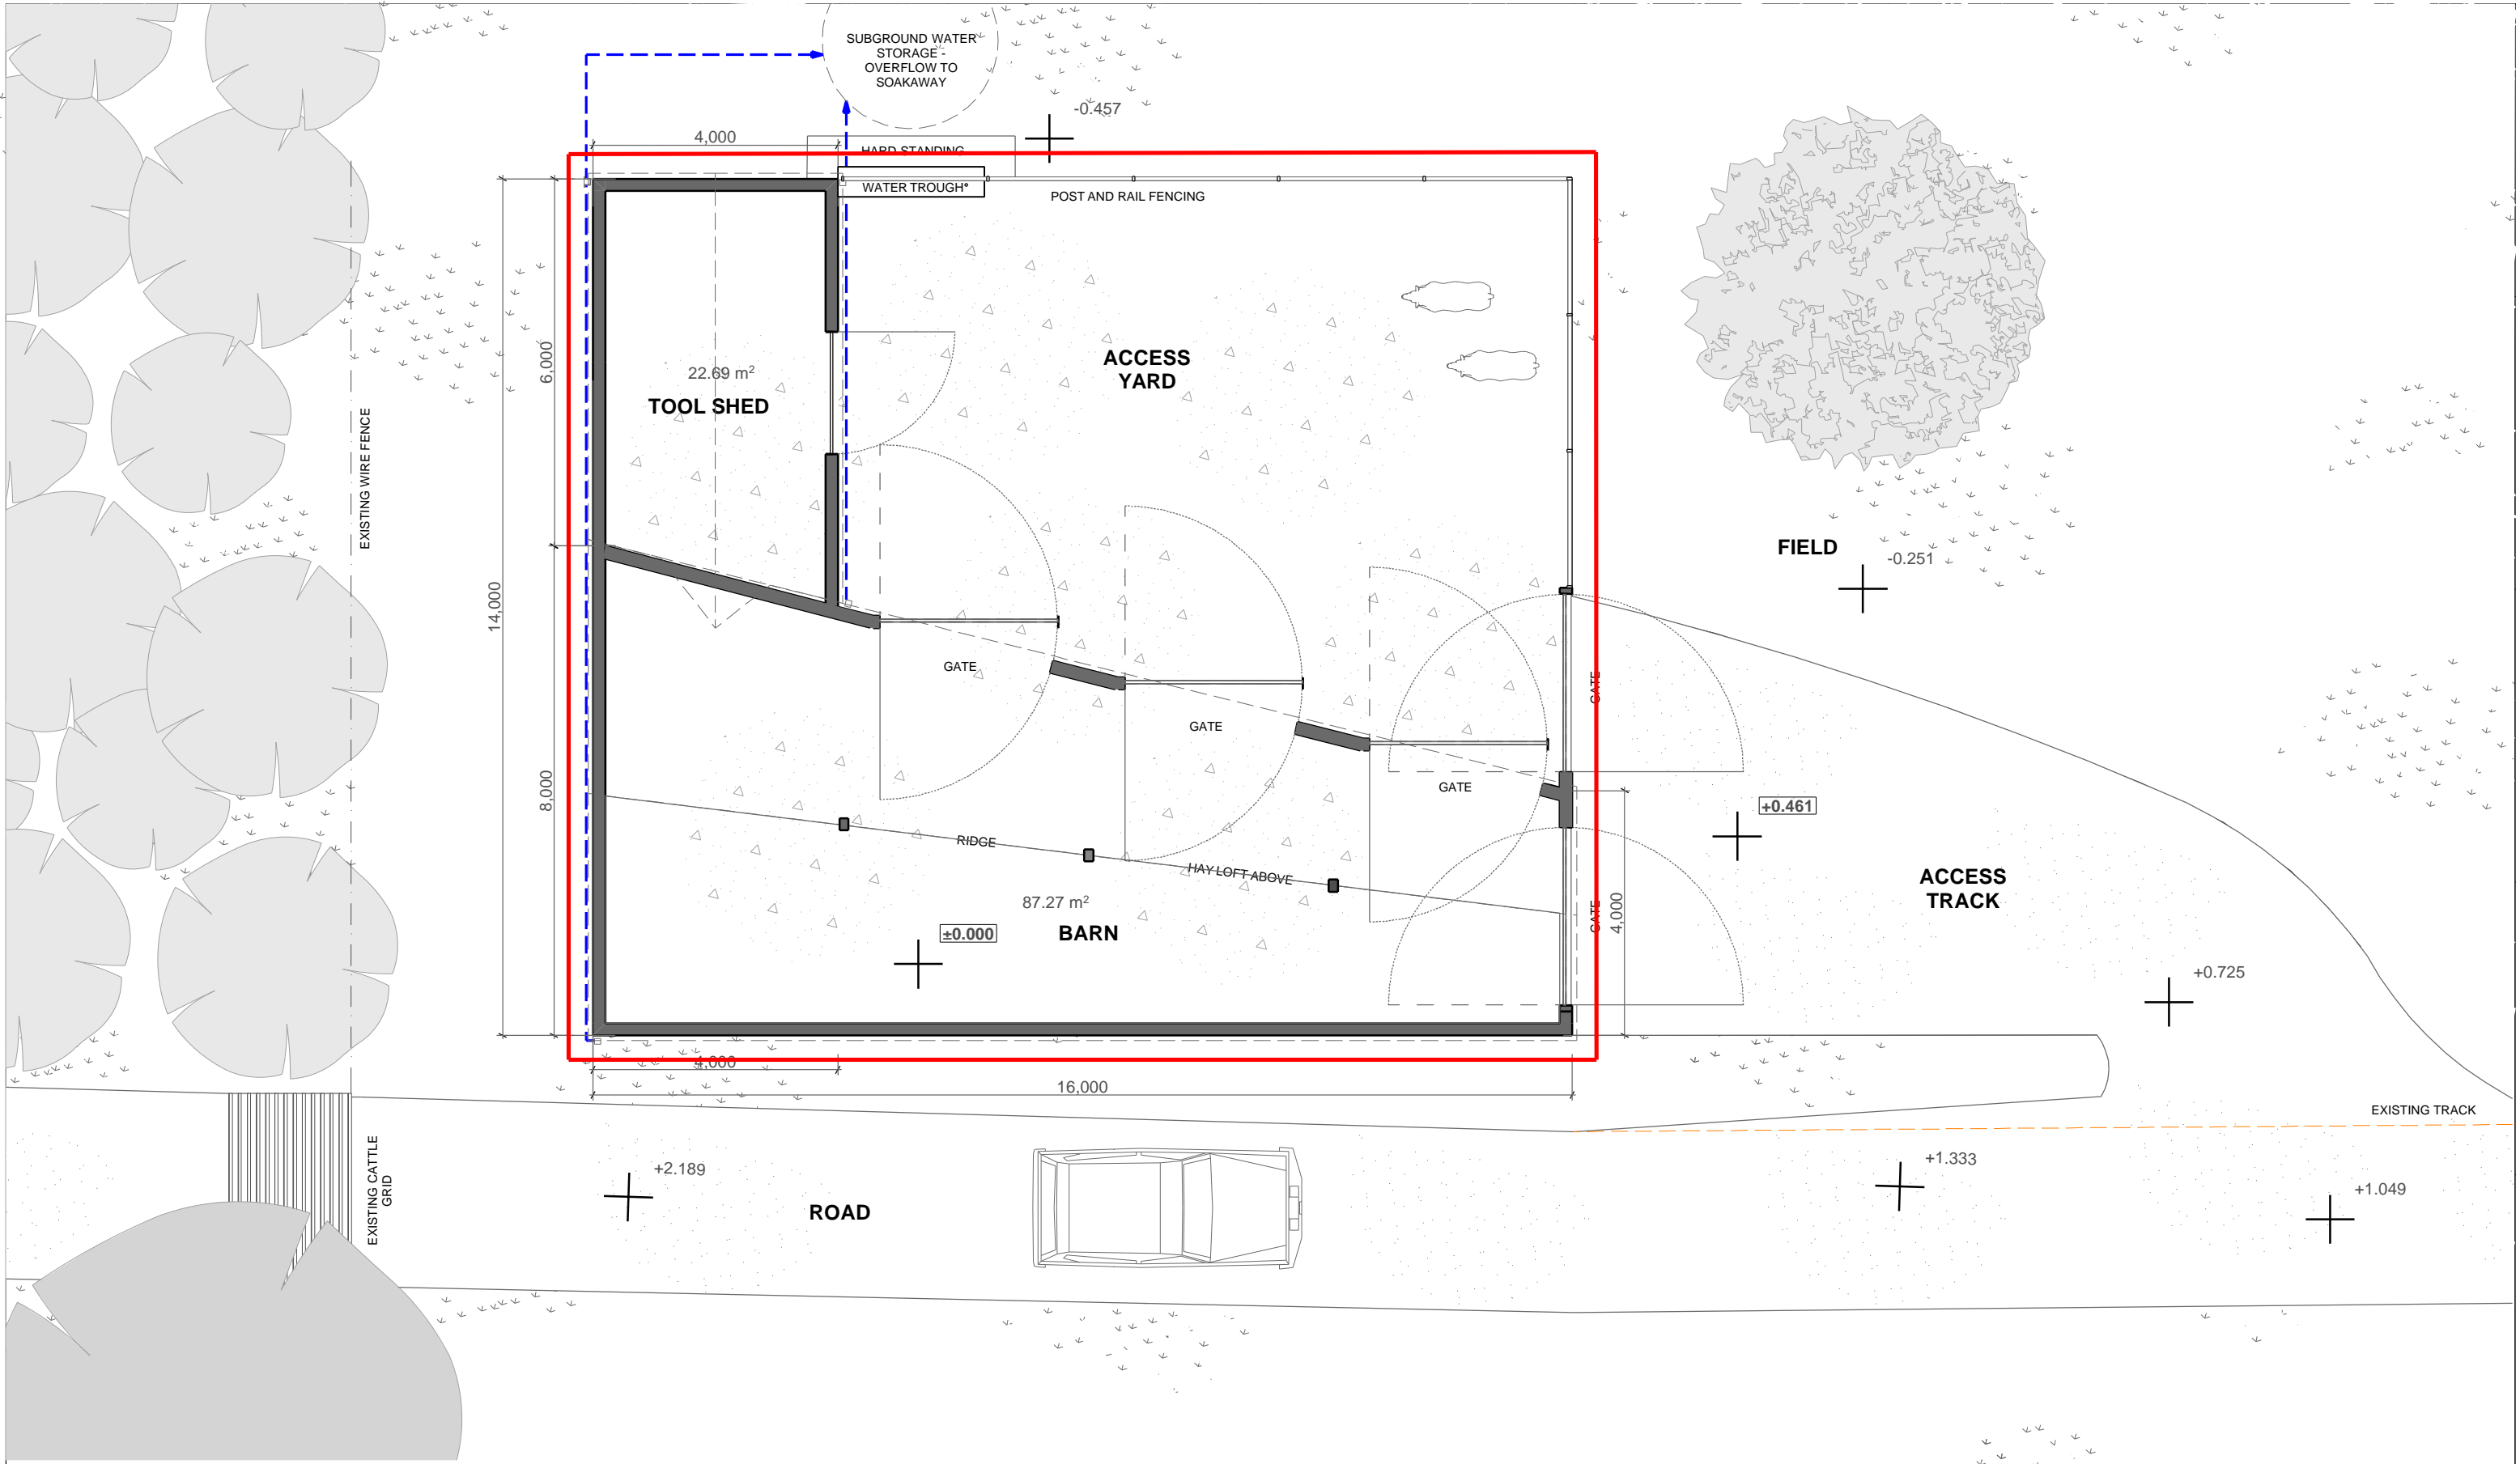 SUBGROUND WATER
STORAGE -
OVERFLOW TO
SOAKAWAY
-0.457
4,000
HARD STANDING
WATER TROUGH*
POST AND RAIL FENCING
6,000
22.69 m²
TOOL SHED
ACCESS
YARD
EXISTING WIRE FENCE
FIELD
-0.251
14,000
GATE
GATE
GATE
GATE
8,000
+0.461
RIDGE
HAY LOFT ABOVE
87.27 m²
BARN
±0.000
GATE
4,000
ACCESS
TRACK
+0.725
4,000
16,000
EXISTING TRACK
EXISTING CATTLE
GRID
+2.189
ROAD
+1.333
+1.049